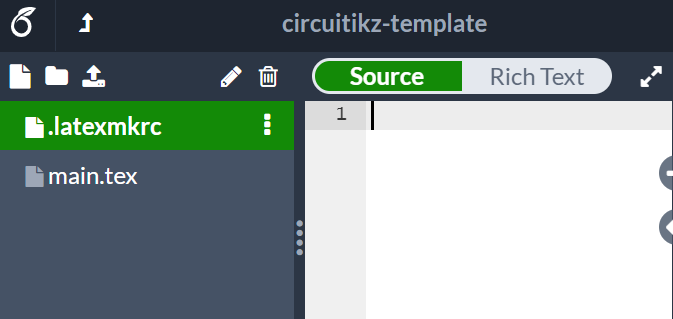 circuitikz-template
Source Rich Text
.latexmkrc
1
main.tex